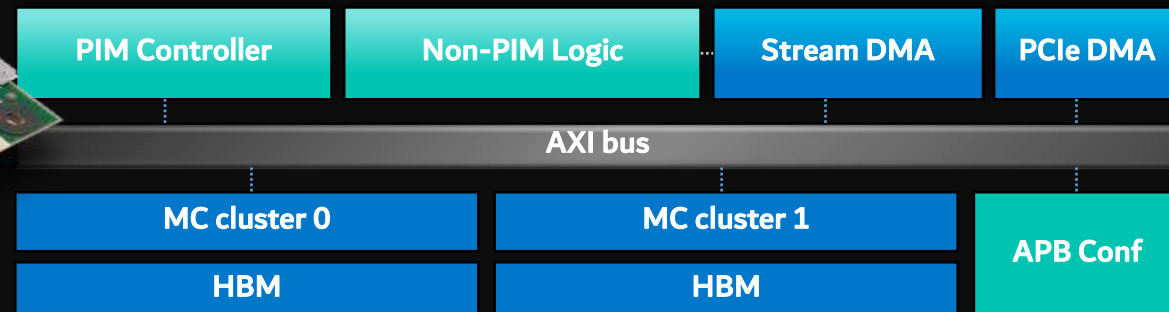 PIM Controller
Non-PIM Logic
Stream DMA
PCIe DMA
AXI bus
MC cluster 0
MC cluster 1
APB Conf
HBM
HBM